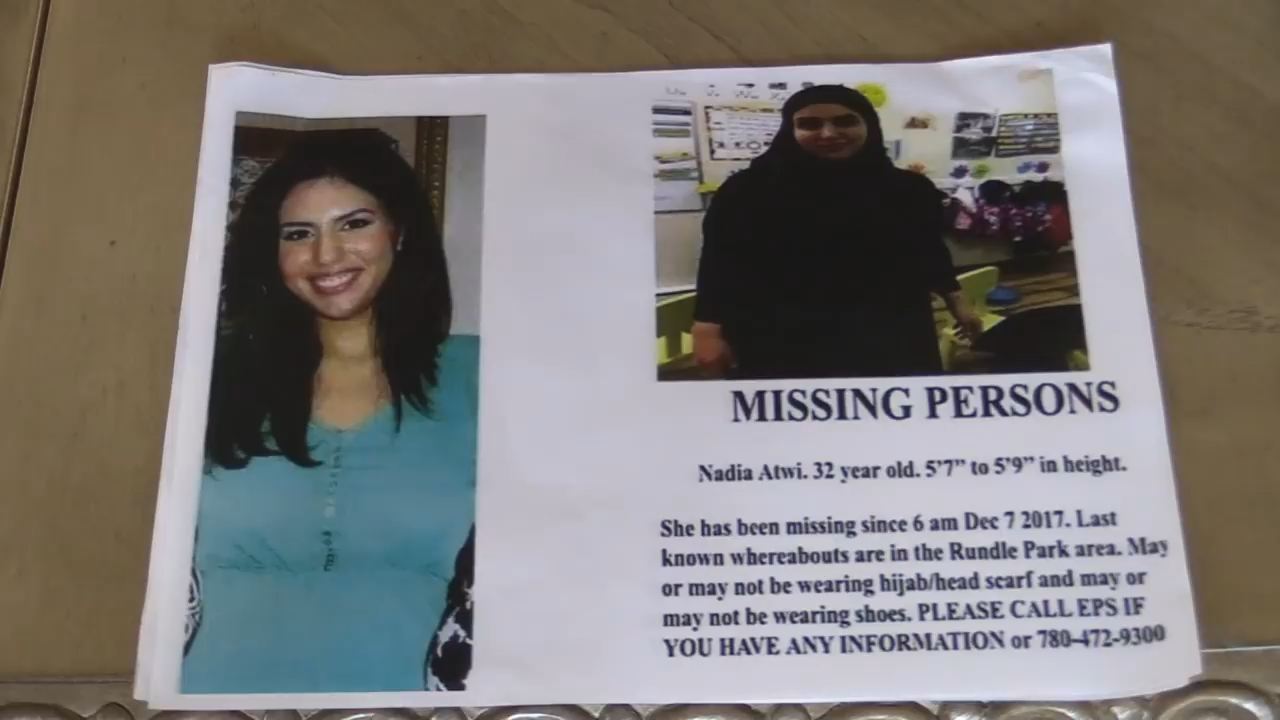 MISSING PERSONS
Nadia Atwi. 32 year old. 5'7” to 5'9” in height.
She has been missing since 6 am Dec 7 2017. Last
known whereabouts are in the Rundle Park area. May
or may not be wearing hijab/head scarf and may or
may not be wearing shoes. PLEASE CALL EPS IF
YOU HAVE ANY INFORMATION or 780-472-9300